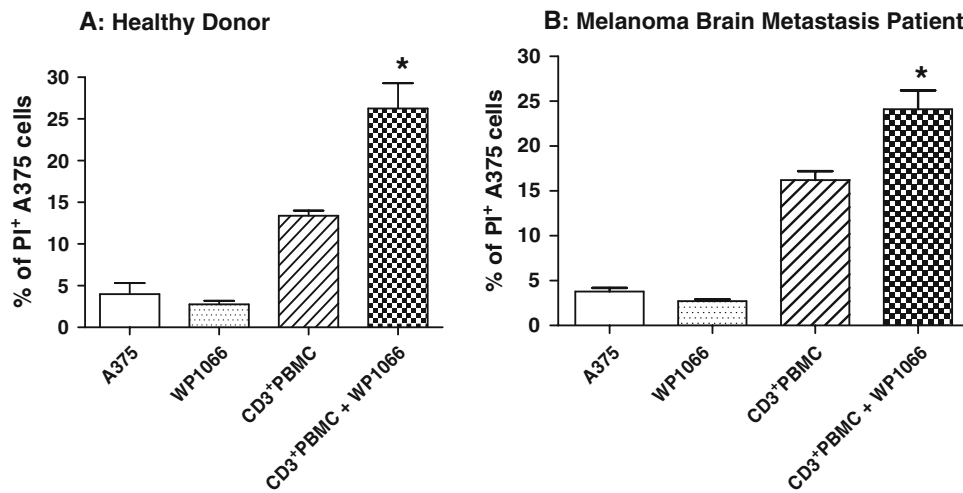 A: Healthy Donor
% of PI⁺ A375 cells
30
25
20
15
10
5
0
*
A375
WP1066
CD3⁺PBMC
CD3⁺PBMC + WP1066
B: Melanoma Brain Metastasis Patient
% of PI⁺ A375 cells
30
25
20
15
10
5
0
*
A375
WP1066
CD3⁺PBMC
CD3⁺PBMC + WP1066